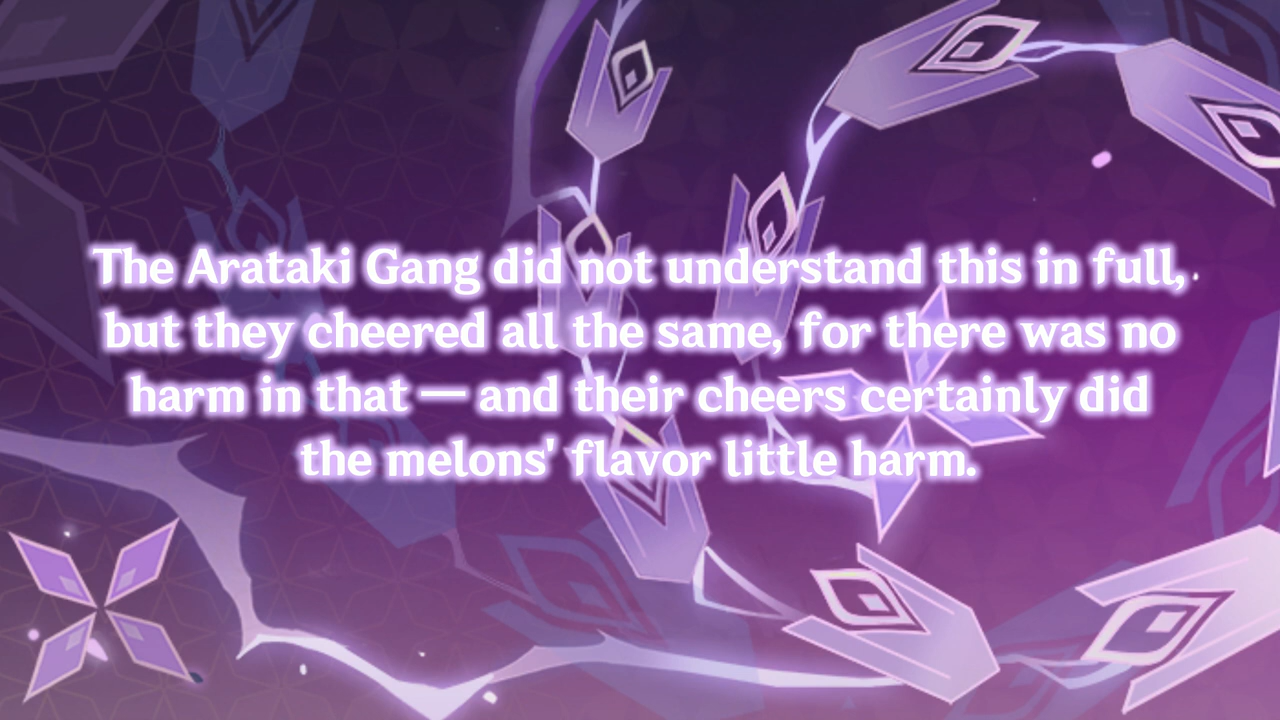 The Arataki Gang did not understand this in full,
but they cheered all the same, for there was no
harm in that — and their cheers certainly did
the melons' flavor little harm.